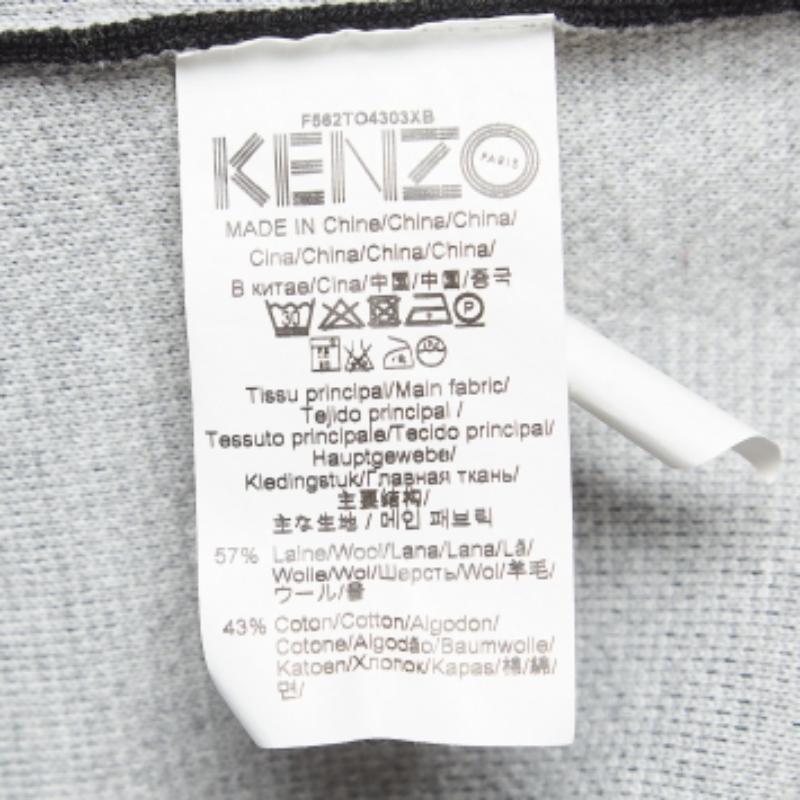 F562TO4303XB
KENZO PARIS
MADE IN Chine/China/China/
Cina/China/China/China/
В китае/Cina/中国/中国/중국
30 P
Tissu principal/Main fabric/
Tejido principal /
Tessuto principale/Tecido principal/
Hauptgewebe/
Kledingstuk/Главная ткань/
主要结构/
主な生地 / 메인 패브릭
57% Laine/Wool/Lana/Lana/Lã/
Wolle/Wol/Шерсть/Wol/羊毛/
ウール/울
43% Coton/Cotton/Algodon/
Cotone/Algodão/Baumwolle/
Katoen/Хлопок/Kapas/棉/綿/
면/